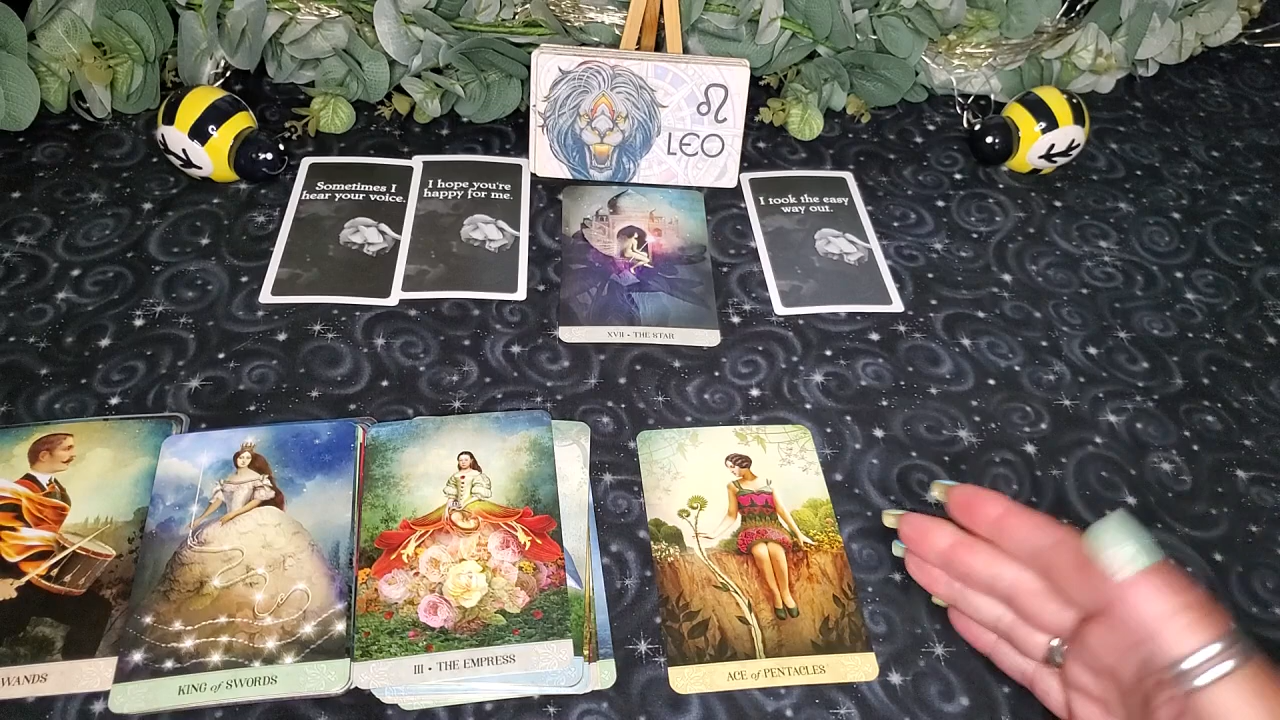 ♌
LEO
Sometimes I
hear your voice.
I hope you're
happy for me.
I took the easy
way out.
XVII • THE STAR
WANDS
KING of SWORDS
III • THE EMPRESS
ACE of PENTACLES